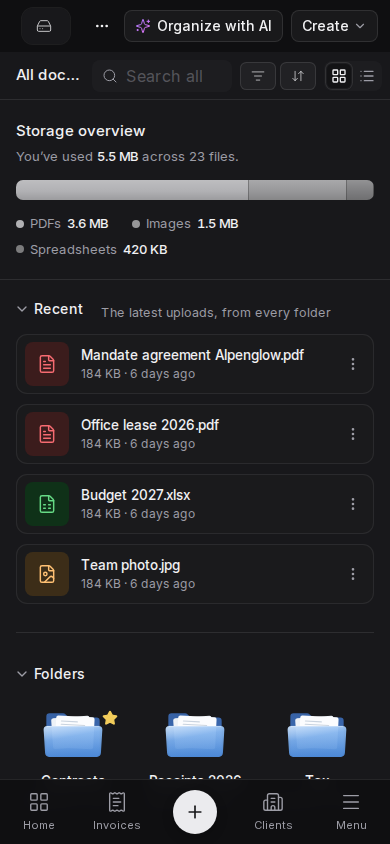 Organize with AI
Create
All doc...
Search all
Storage overview
You've used 5.5 MB across 23 files.
PDFs 3.6 MB
Images 1.5 MB
Spreadsheets 420 KB
Recent
The latest uploads, from every folder
Mandate agreement Alpenglow.pdf
184 KB · 6 days ago
Office lease 2026.pdf
184 KB · 6 days ago
Budget 2027.xlsx
184 KB · 6 days ago
Team photo.jpg
184 KB · 6 days ago
Folders
Contracts
Receipts 2026
Tax
Home
Invoices
Clients
Menu